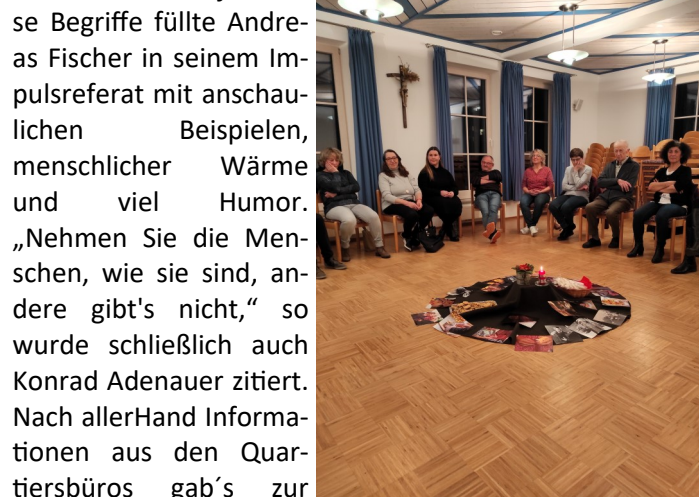 se Begriffe füllte Andre-
as Fischer in seinem Im-
pulsreferat mit anschau-
lichen Beispielen,
menschlicher Wärme
und viel Humor.
„Nehmen Sie die Men-
schen, wie sie sind, an-
dere gibt's nicht,“ so
wurde schließlich auch
Konrad Adenauer zitiert.
Nach allerHand Informa-
tionen aus den Quar-
tiersbüros gab´s zur